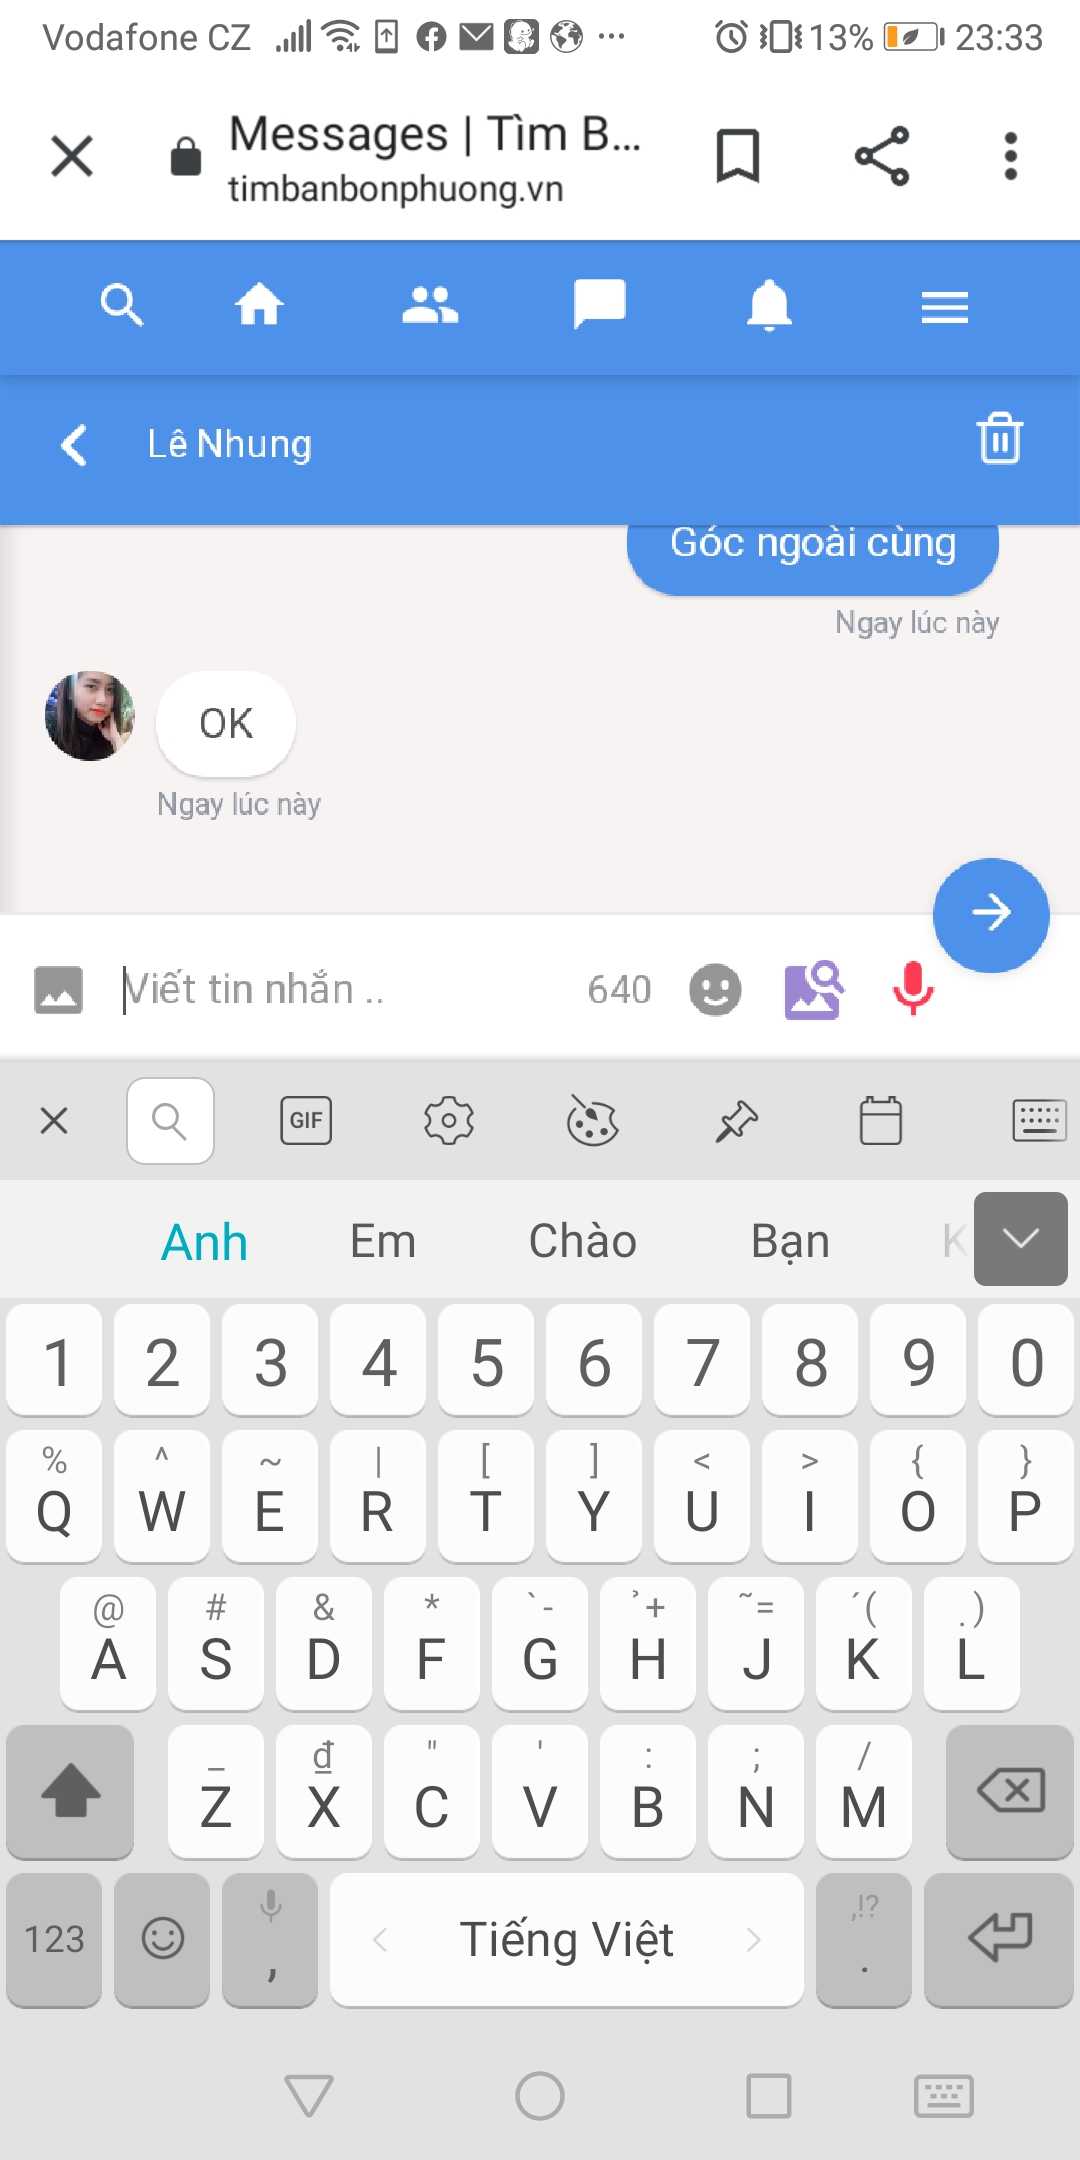 Vodafone CZ 13% 23:33
Messages | Tìm B...
timbanbonphuong.vn
Lê Nhung
Góc ngoài cùng
Ngay lúc này
OK
Ngay lúc này
Viết tin nhắn .. 640
GIF
Anh Em Chào Bạn K
1 2 3 4 5 6 7 8 9 0
% ^ ~ | [ ] < > { }
Q W E R T Y U I O P
@ # & * ` - ̉ + ˜ = ´ ( . )
A S D F G H J K L
_ đ " ' : ; /
Z X C V B N M
,!?
123 , Tiếng Việt .